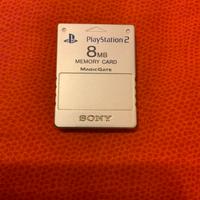 PlayStation 2
8MB
MEMORY CARD
MAGICGATE
SONY